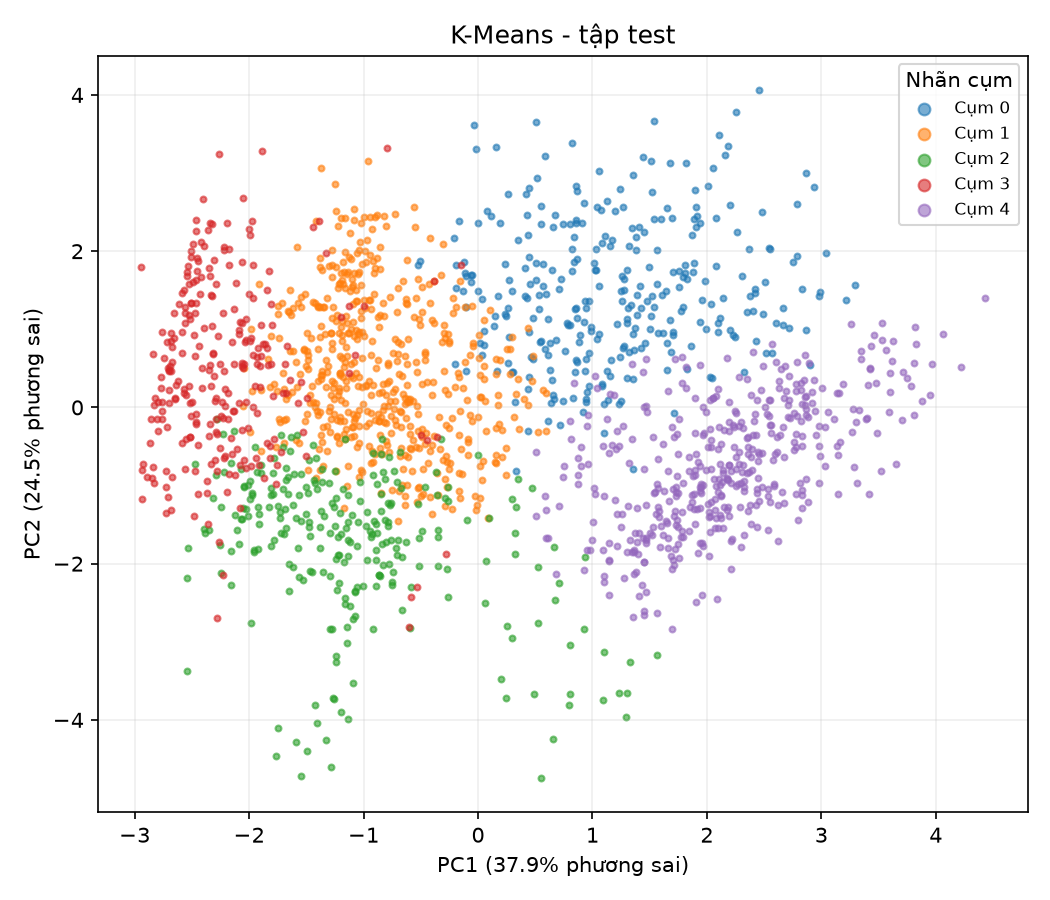 K-Means - tập test
Nhãn cụm
Cụm 0
Cụm 1
Cụm 2
Cụm 3
Cụm 4
PC2 (24.5% phương sai)
4
2
0
−2
−4
−3 −2 −1 0 1 2 3 4
PC1 (37.9% phương sai)